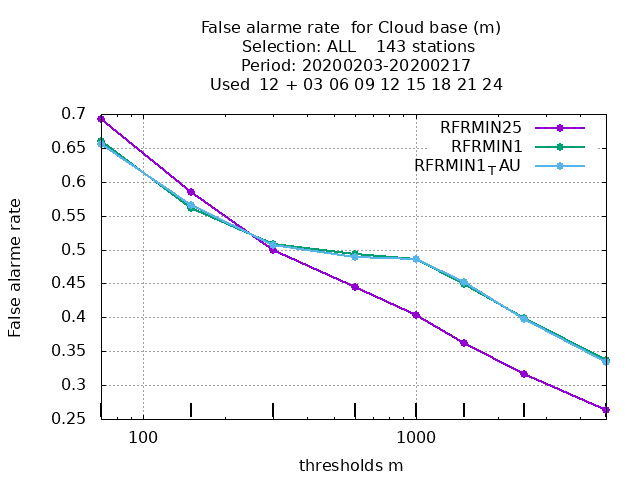 False alarme rate  for Cloud base (m)
Selection: ALL    143 stations
Period: 20200203-20200217
Used  12 + 03 06 09 12 15 18 21 24
0.7
0.65
0.6
0.55
0.5
0.45
0.4
0.35
0.3
0.25
False alarme rate
RFRMIN25
RFRMIN1
RFRMIN1TAU
100
1000
thresholds m